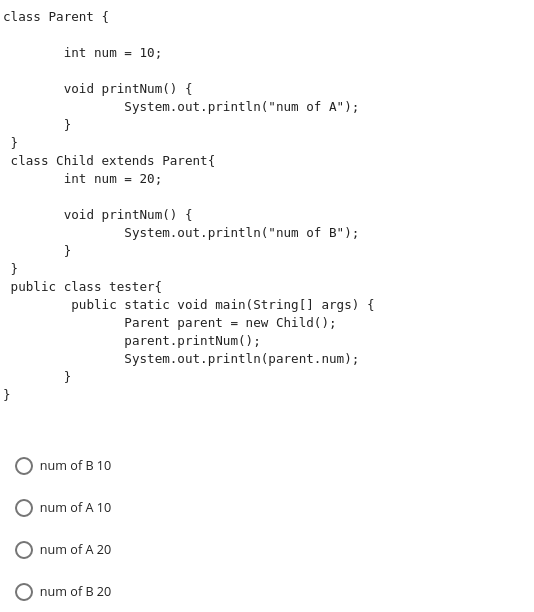 class Parent {
int num = 10;
void printNum() {
System.out.println("num of A");
}
}
class Child extends Parent{
int num = 20;
void printNum() {
System.out.println("num of B");
}
}
public class tester{
public static void main(String[] args) {
Parent parent = new Child();
parent.printNum();
System.out.println(parent.num);
}
}
num of B 10
num of A 10
num of A 20
num of B 20